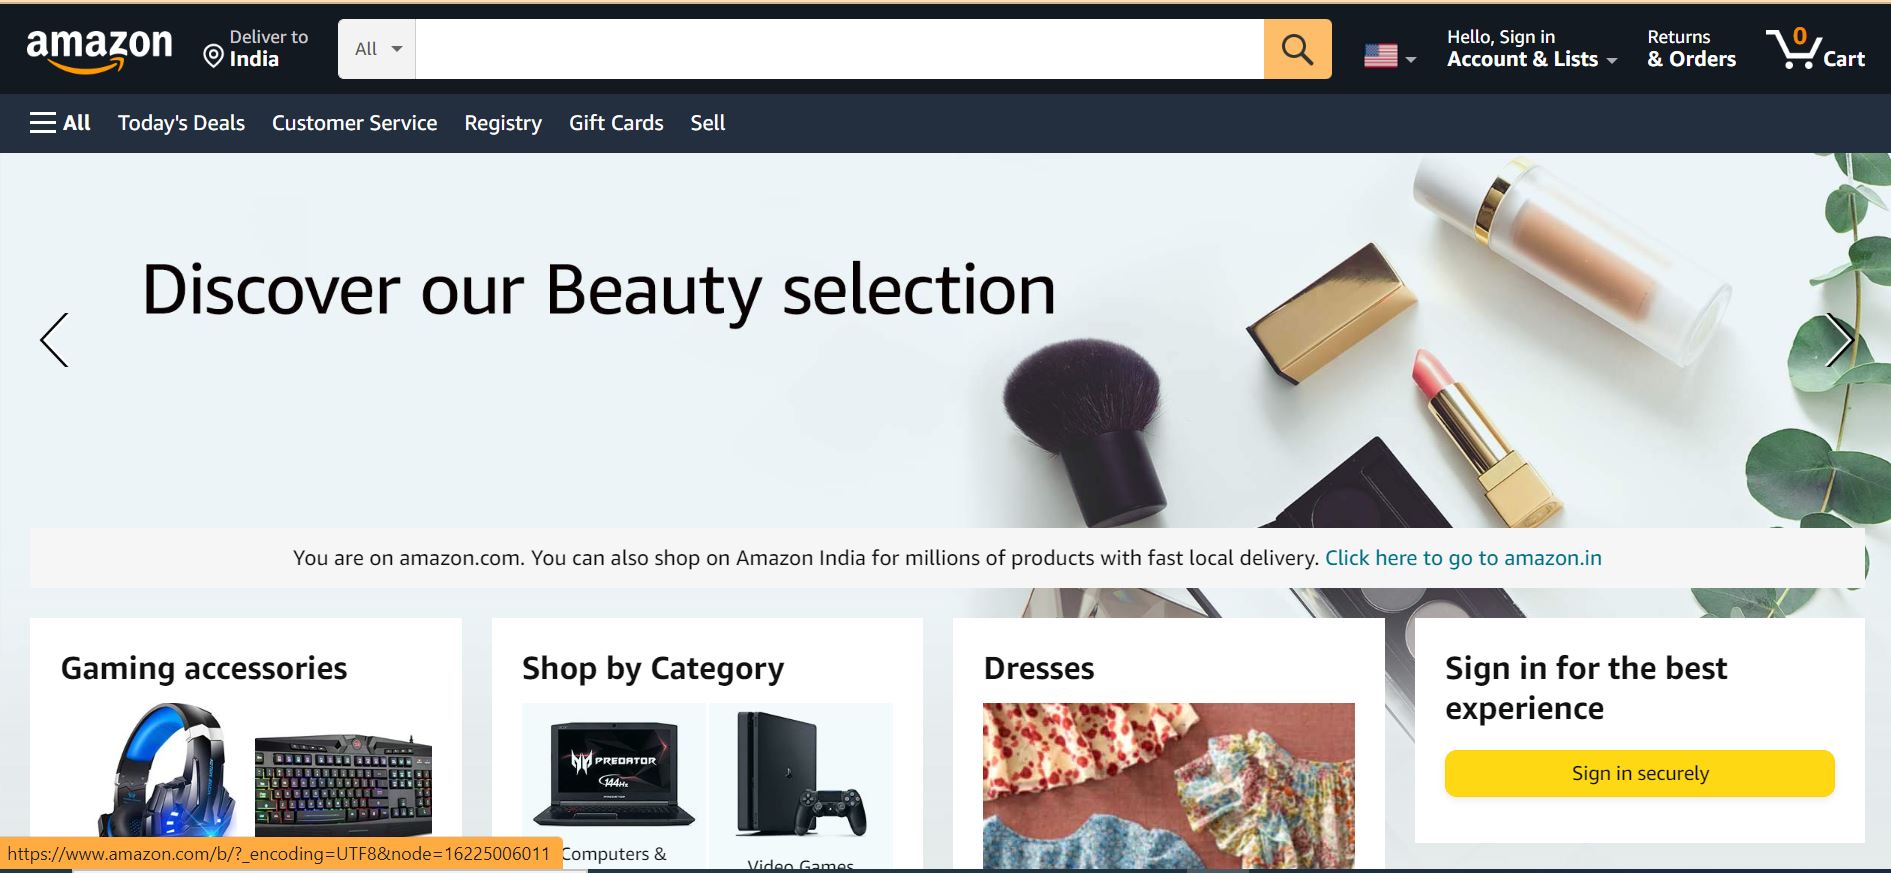 amazon
Deliver to
India
All
Hello, Sign in
Account & Lists
Returns
& Orders
0
Cart
All
Today's Deals
Customer Service
Registry
Gift Cards
Sell
Discover our Beauty selection
You are on amazon.com. You can also shop on Amazon India for millions of products with fast local delivery. Click here to go to amazon.in
Gaming accessories
Shop by Category
Dresses
Sign in for the best
experience
PREDATOR
144Hz
Sign in securely
https://www.amazon.com/b/?_encoding=UTF8&node=16225006011
Computers &
Video Games